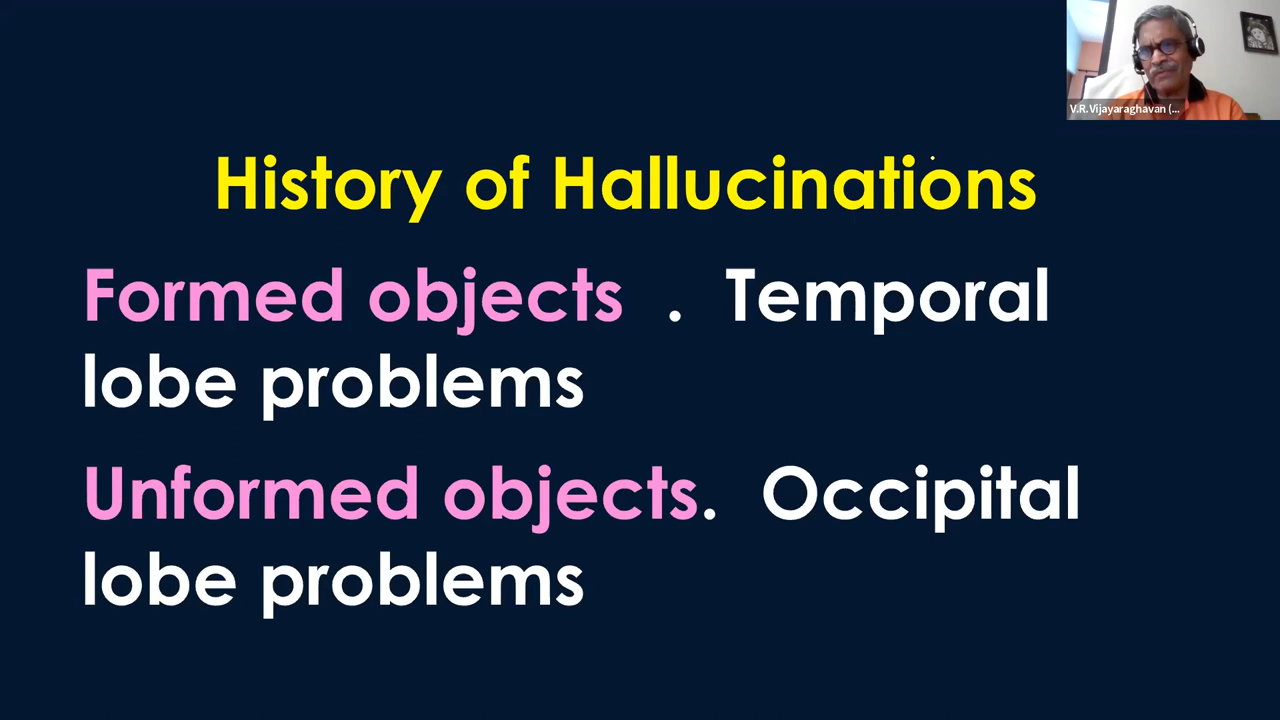 V.R.Vijayaraghavan (...
History of Hallucinations
Formed objects . Temporal
lobe problems
Unformed objects. Occipital
lobe problems